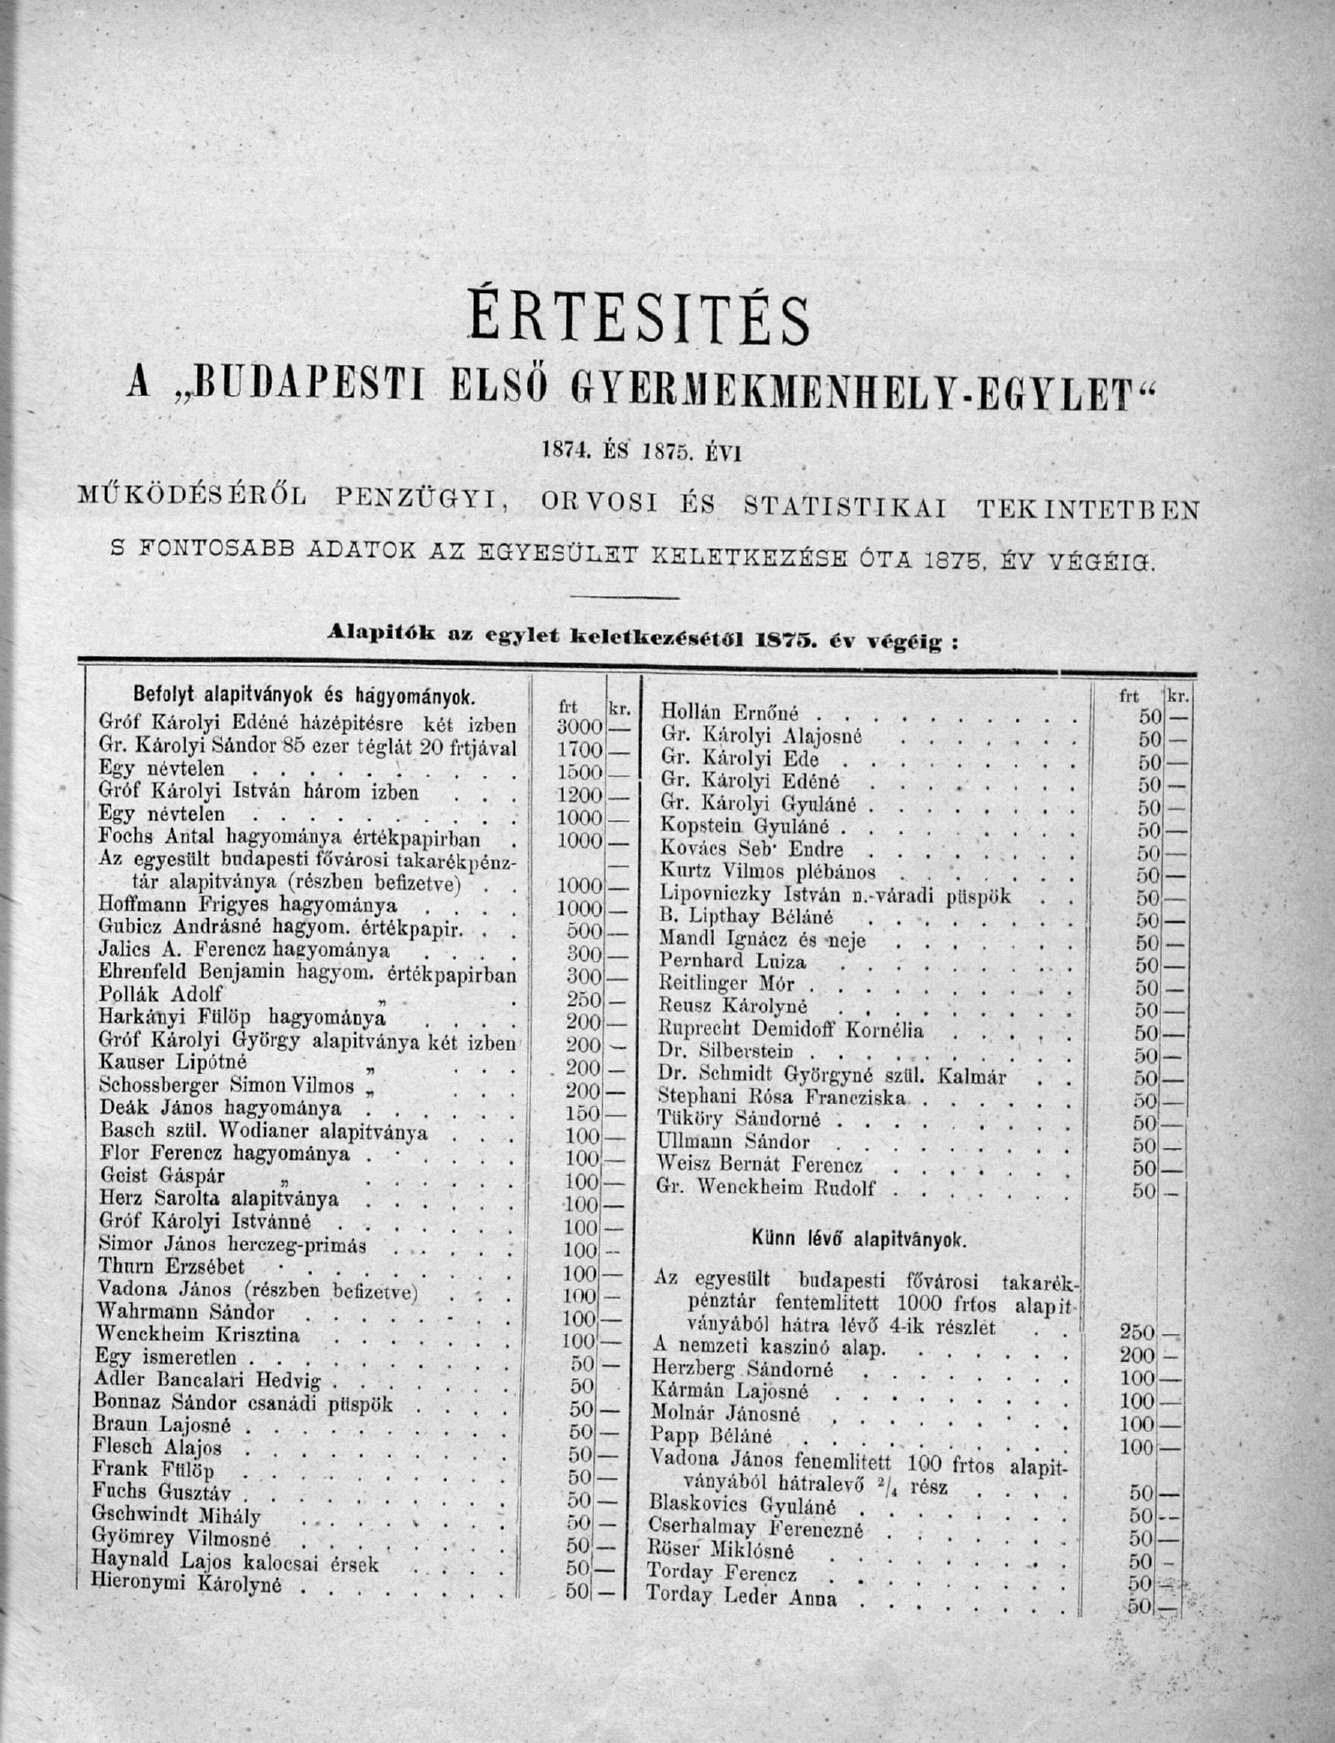 ÉRTESITÉS
A „BUDAPESTI ELSŐ GYERMEKMENHELY-EGYLET“
1874. ÉS 1875. ÉVI
MŰKÖDÉSÉRŐL PENZÜGYI, ORVOSI ÉS STATISTIKAI TEKINTETBEN
S FONTOSABB ADATOK AZ EGYESÜLET KELETKEZÉSE ÓTA 1875, ÉV VÉGÉIG.
Alapitók az egylet keletkezésétől 1875. év végéig :
Befolyt alapitványok és hagyományok. frt kr.
Gróf Károlyi Edéné házépitésre két izben 3000 —
Gr. Károlyi Sándor 85 ezer téglát 20 frtjával 1700 —
Egy névtelen . . . . . . . . . 1500 —
Gróf Károlyi István három izben . . . 1200 —
Egy névtelen . . . . . . . . . 1000 —
Fochs Antal hagyománya értékpapirban . 1000 —
Az egyesült budapesti fővárosi takarékpénz- —
tár alapitványa (részben befizetve) . . 1000 —
Hoffmann Frigyes hagyománya . . . . 1000 —
Gubicz Andrásné hagyom. értékpapir. . . 500 —
Jalics A. Ferencz hagyománya . . . . 300 —
Ehrenfeld Benjamin hagyom. értékpapirban 300 —
Pollák Adolf „ . 250 —
Harkányi Fülöp hagyománya . . . . 200 —
Gróf Károlyi György alapitványa két izben 200 —
Kauser Lipótné „ . . . 200 —
Schossberger Simon Vilmos „ . . . 200 —
Deák János hagyománya . . . . . . 150 —
Basch szül. Wodianer alapitványa . . . 100 —
Flor Ferencz hagyománya . . . . . . 100 —
Geist Gáspár „ . . . . . . 100 —
Herz Sarolta alapitványa . . . . . . 100 —
Gróf Károlyi Istvánné . . . . . . . 100 —
Simor János herczeg-primás . . . . . 100 —
Thurn Erzsébet . . . . . . . . 100 —
Vadona János (részben befizetve) . . . 100 —
Wahrmann Sándor . . . . . . . 100 —
Wenckheim Krisztina . . . . . . 100 —
Egy ismeretlen . . . . . . . . . 50 —
Adler Bancalari Hedvig . . . . . . . 50
Bonnaz Sándor csanádi püspök . . . . 50 —
Braun Lajosné . . . . . . . . . 50 —
Flesch Alajos . . . . . . . . . 50 —
Frank Fülöp . . . . . . . . . 50 —
Fuchs Gusztáv . . . . . . . . . 50 —
Gschwindt Mihály . . . . . . . 50 —
Gyömrey Vilmosné . . . . . . . 50 —
Haynald Lajos kalocsai érsek . . . . 50 —
Hieronymi Károlyné . . . . . . . 50 —
frt kr.
Hollán Ernőné . . . . . . . . . 50 —
Gr. Károlyi Alajosné . . . . . . . 50 —
Gr. Károlyi Ede . . . . . . . . . 50 —
Gr. Károlyi Edéné . . . . . . . . 50 —
Gr. Károlyi Gyuláné . . . . . . . . 50 —
Kopstein Gyuláné . . . . . . . . . 50 —
Kovács Seb· Endre . . . . . . . . 50 —
Kurtz Vilmos plébános . . . . . . . 50 —
Lipovniczky István n.-váradi püspök . . 50 —
B. Lipthay Béláné . . . . . . . . 50 —
Mandl Ignácz és neje . . . . . . . 50 —
Pernhard Luiza . . . . . . . . . 50 —
Reitlinger Mór . . . . . . . . . . 50 —
Reusz Károlyné . . . . . . . . . 50 —
Ruprecht Demidoff Kornélia . . . . . 50 —
Dr. Silberstein . . . . . . . . . . 50 —
Dr. Schmidt Györgyné szül. Kalmár . . 50 —
Stephani Rósa Francziska . . . . . . 50 —
Tüköry Sándorné . . . . . . . . . 50 —
Ullmann Sándor . . . . . . . . . 50 —
Weisz Bernát Ferencz . . . . . . . 50 —
Gr. Wenckheim Rudolf . . . . . . . 50 —
Künn lévő alapitványok.
Az egyesült budapesti fővárosi takarék-
pénztár fentemlitett 1000 frtos alapit-
ványából hátra lévő 4-ik részlet . . 250 —
A nemzeti kaszinó alap. . . . . . . 200 —
Herzberg Sándorné . . . . . . . . 100 —
Kármán Lajosné . . . . . . . . . 100 —
Molnár Jánosné . . . . . . . . . 100 —
Papp Béláné . . . . . . . . . . 100 —
Vadona János fenemlitett 100 frtos alapit-
ványából hátralevő 2/4 rész . . . . 50 —
Blaskovics Gyuláné . . . . . . . . 50 —
Cserhalmay Ferenczné . . . . . . . 50 —
Röser Miklósné . . . . . . . . . 50 —
Torday Ferencz . . . . . . . . . 50 —
Torday Leder Anna . . . . . . . . 50 —